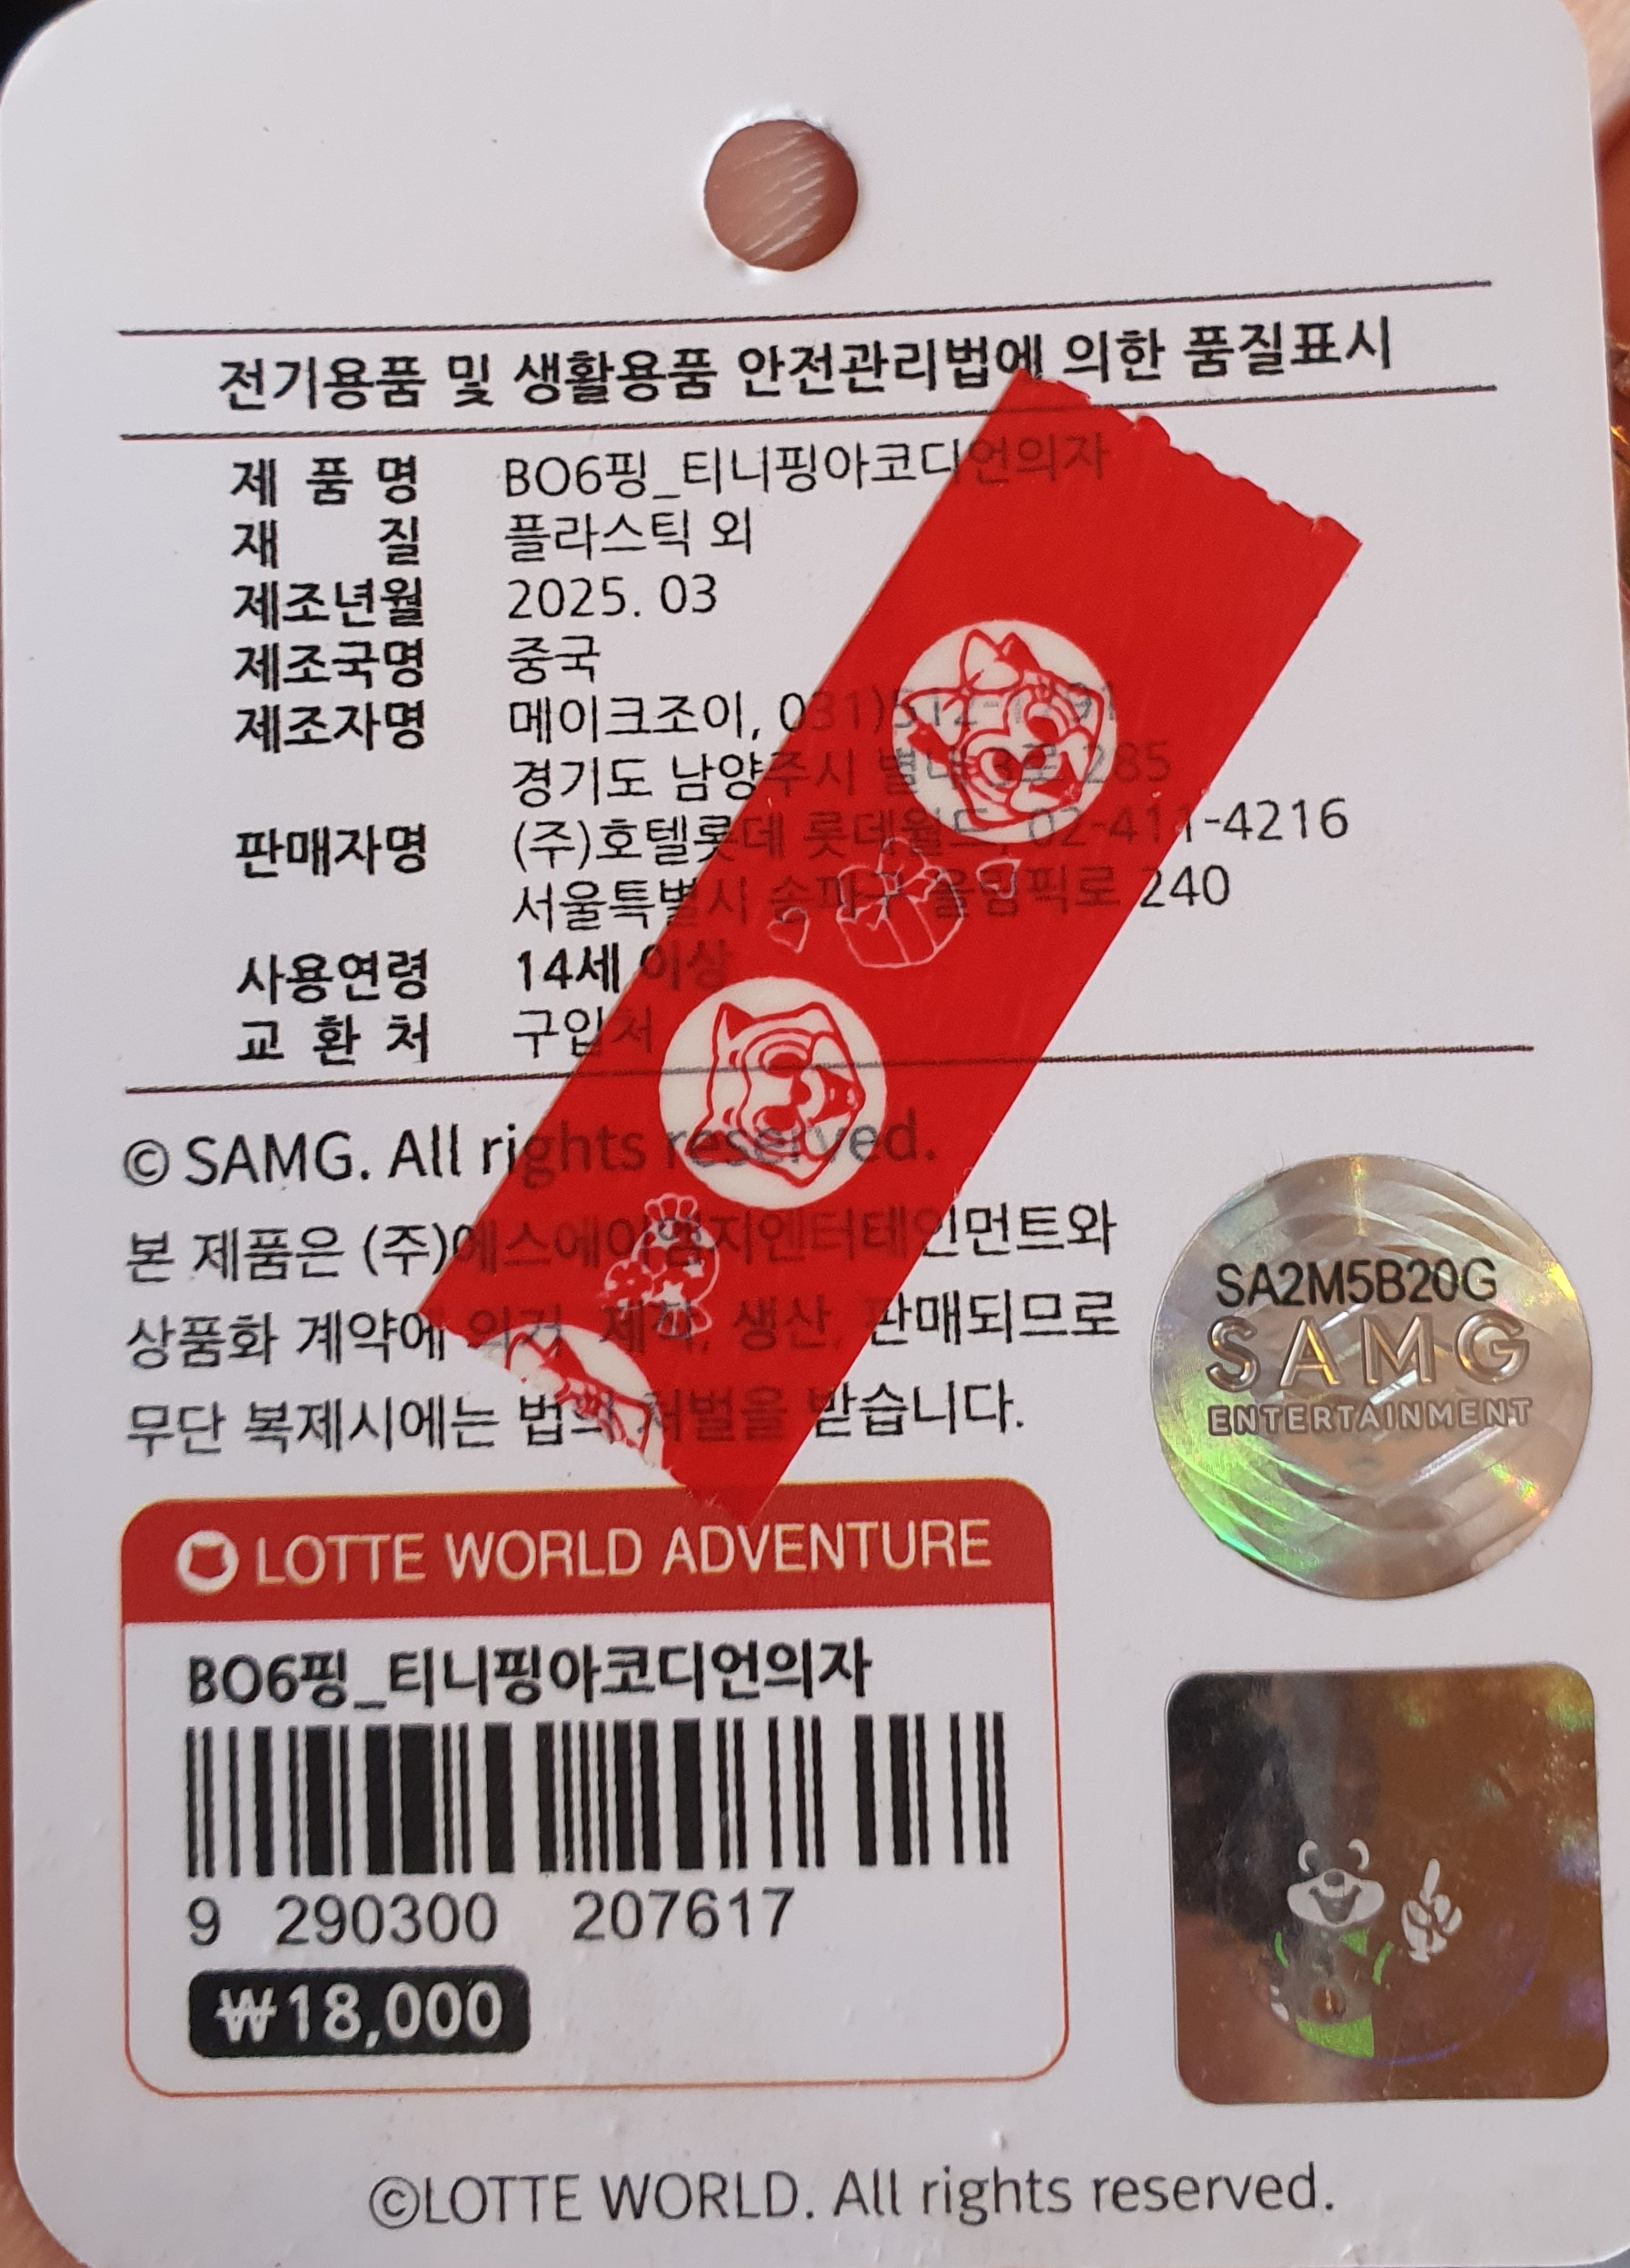 전기용품 및 생활용품 안전관리법에 의한 품질표시
제 품 명 BO6핑_티니핑아코디언의자
재 질 플라스틱 외
제조년월 2025. 03
제조국명 중국
제조자명 메이크조이,
경기도 남양주시 별내3로 285
판매자명 (주)호텔롯데 롯데월드, 02-411-4216
서울특별시 송파구 올림픽로 240
사용연령 14세 이상
교 환 처 구입처
© SAMG. All rights reserved.
본 제품은 (주)에스에이엠지엔터테인먼트와
상품화 계약에 의거 제작, 생산, 판매되므로
무단 복제시에는 법의 처벌을 받습니다.
SA2M5B20G
SAMG
ENTERTAINMENT
LOTTE WORLD ADVENTURE
BO6핑_티니핑아코디언의자
9 290300 207617
₩18,000
©LOTTE WORLD. All rights reserved.